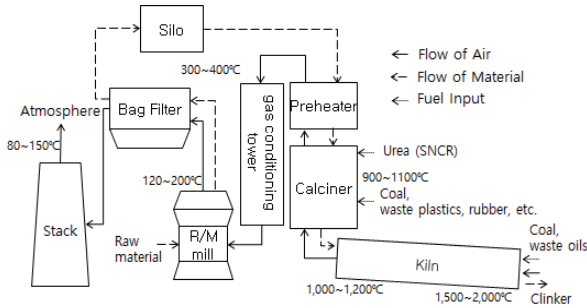 Silo
300~400℃
Flow of Air
Flow of Material
Fuel Input
Atmosphere
Bag Filter
gas conditioning
tower
Preheater
80~150℃
120~200℃
Urea (SNCR)
900~1100℃
Calciner
Coal,
waste plastics, rubber, etc.
Stack
Raw
material
R/M
mill
Kiln
Coal,
waste oils
1,000~1,200℃
1,500~2,000℃
Clinker